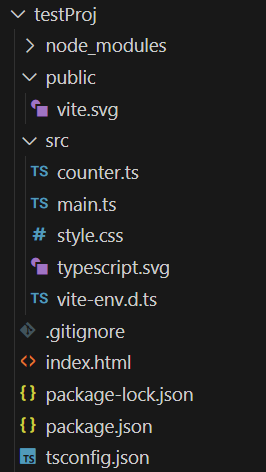 testProj
node_modules
public
vite.svg
src
TS counter.ts
TS main.ts
# style.css
typescript.svg
TS vite-env.d.ts
.gitignore
<> index.html
{} package-lock.json
{} package.json
TS tsconfig.json